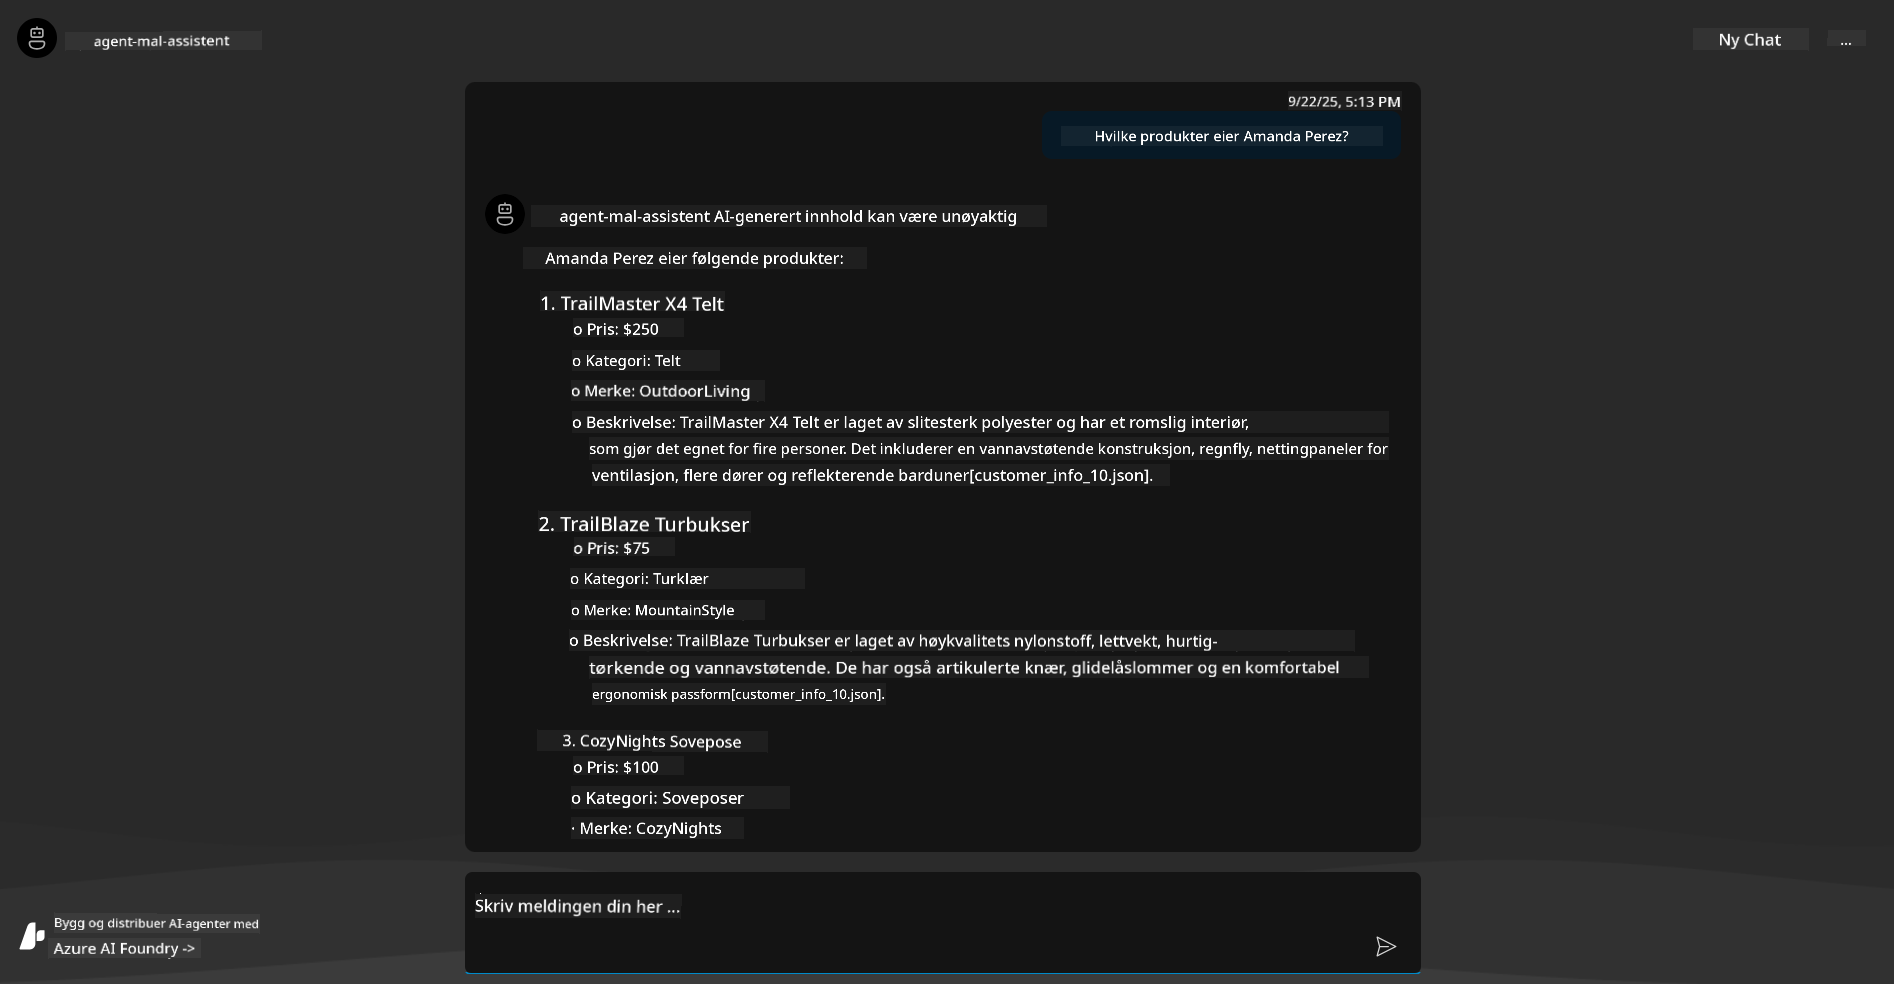 agent-mal-assistent
Ny Chat
...
9/22/25, 5:13 PM
Hvilke produkter eier Amanda Perez?
agent-mal-assistent AI-generert innhold kan være unøyaktig
Amanda Perez eier følgende produkter:
1. TrailMaster X4 Telt
o Pris: $250
o Kategori: Telt
o Merke: OutdoorLiving
o Beskrivelse: TrailMaster X4 Telt er laget av slitesterk polyester og har et romslig interiør,
som gjør det egnet for fire personer. Det inkluderer en vannavstøtende konstruksjon, regnfly, nettingpaneler for
ventilasjon, flere dører og reflekterende barduner[customer_info_10.json].
2. TrailBlaze Turbukser
o Pris: $75
o Kategori: Turklær
o Merke: MountainStyle
o Beskrivelse: TrailBlaze Turbukser er laget av høykvalitets nylonstoff, lettvekt, hurtig-
tørkende og vannavstøtende. De har også artikulerte knær, glidelåslommer og en komfortabel
ergonomisk passform[customer_info_10.json].
3. CozyNights Sovepose
o Pris: $100
o Kategori: Soveposer
· Merke: CozyNights
Skriv meldingen din her ...
Bygg og distribuer AI-agenter med
Azure AI Foundry ->